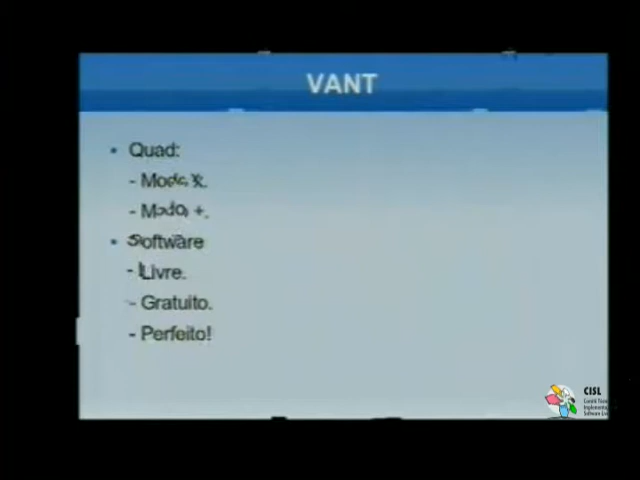 VANT
• Quad:
- Modo X.
- Modo +.
• Software
- Livre.
- Gratuito.
- Perfeito!
CISL